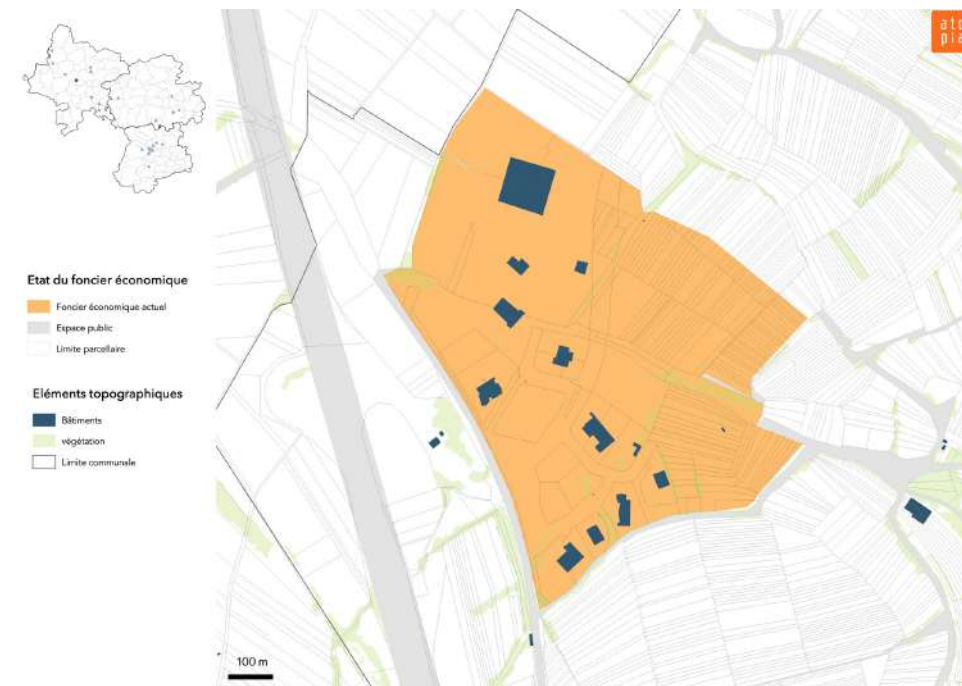 Etat du foncier économique
Foncier économique actuel
Espace public
Limite parcellaire
Eléments topographiques
Bâtiments
végétation
Limite communale
100 m